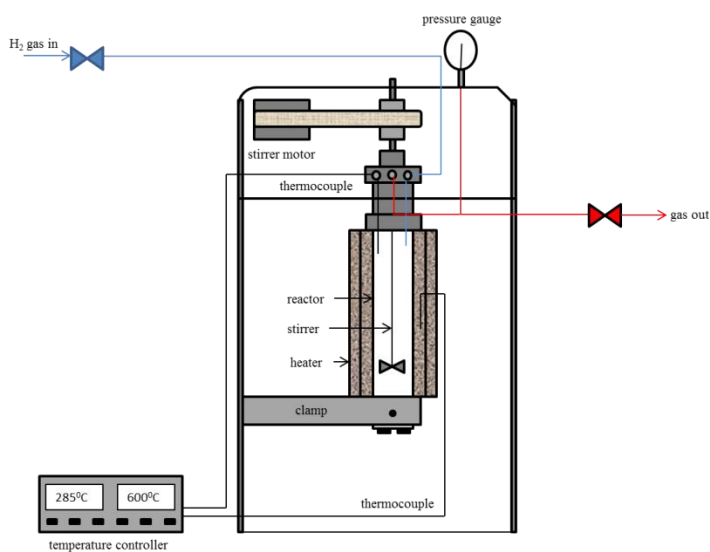 pressure gauge
H₂ gas in
stirrer motor
thermocouple
gas out
reactor
stirrer
heater
clamp
285⁰C
600⁰C
thermocouple
temperature controller